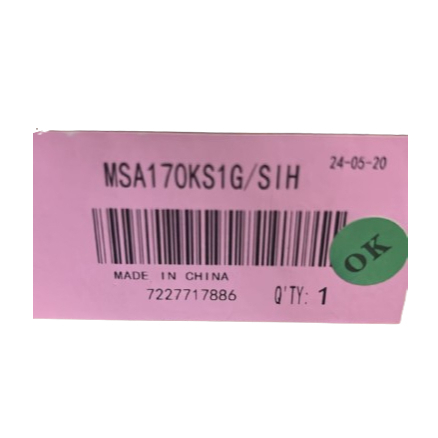 24-05-20
MSA170KS1G/SIH
OK
MADE IN CHINA
7227717886 Q'TY: 1